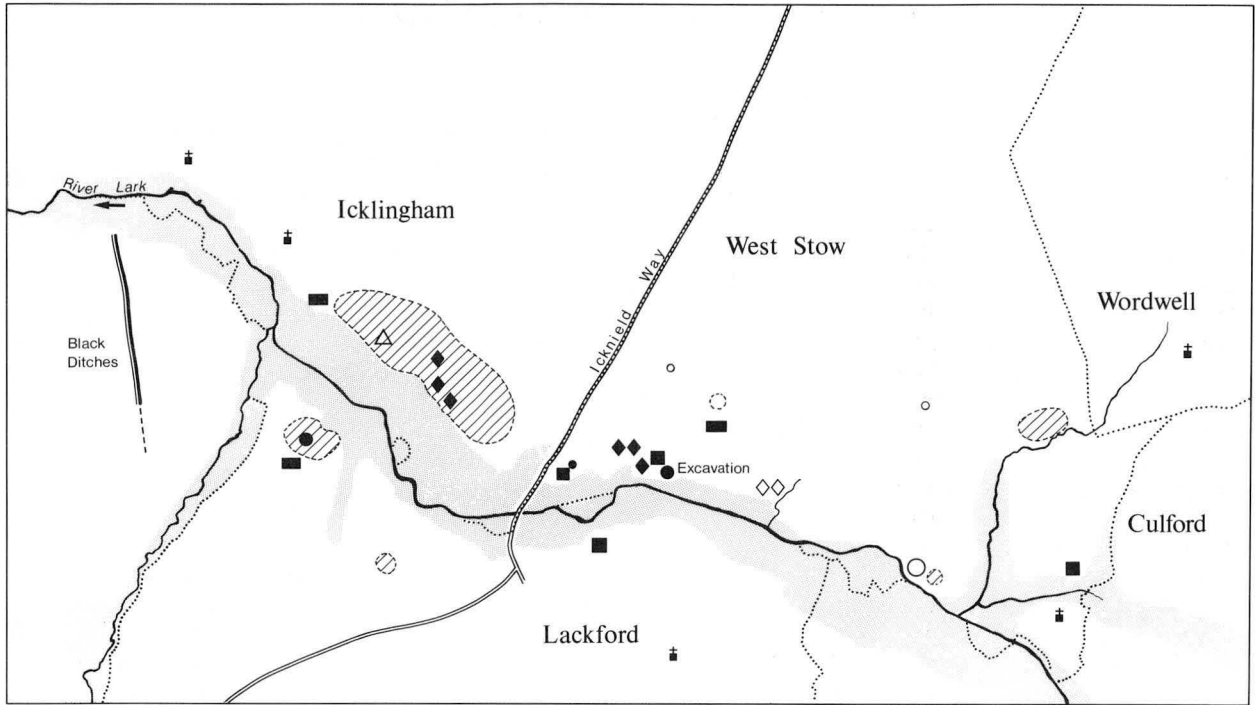 River Lark
Icklingham
Icknield Way
West Stow
Wordwell
Black
Ditches
Excavation
Culford
Lackford